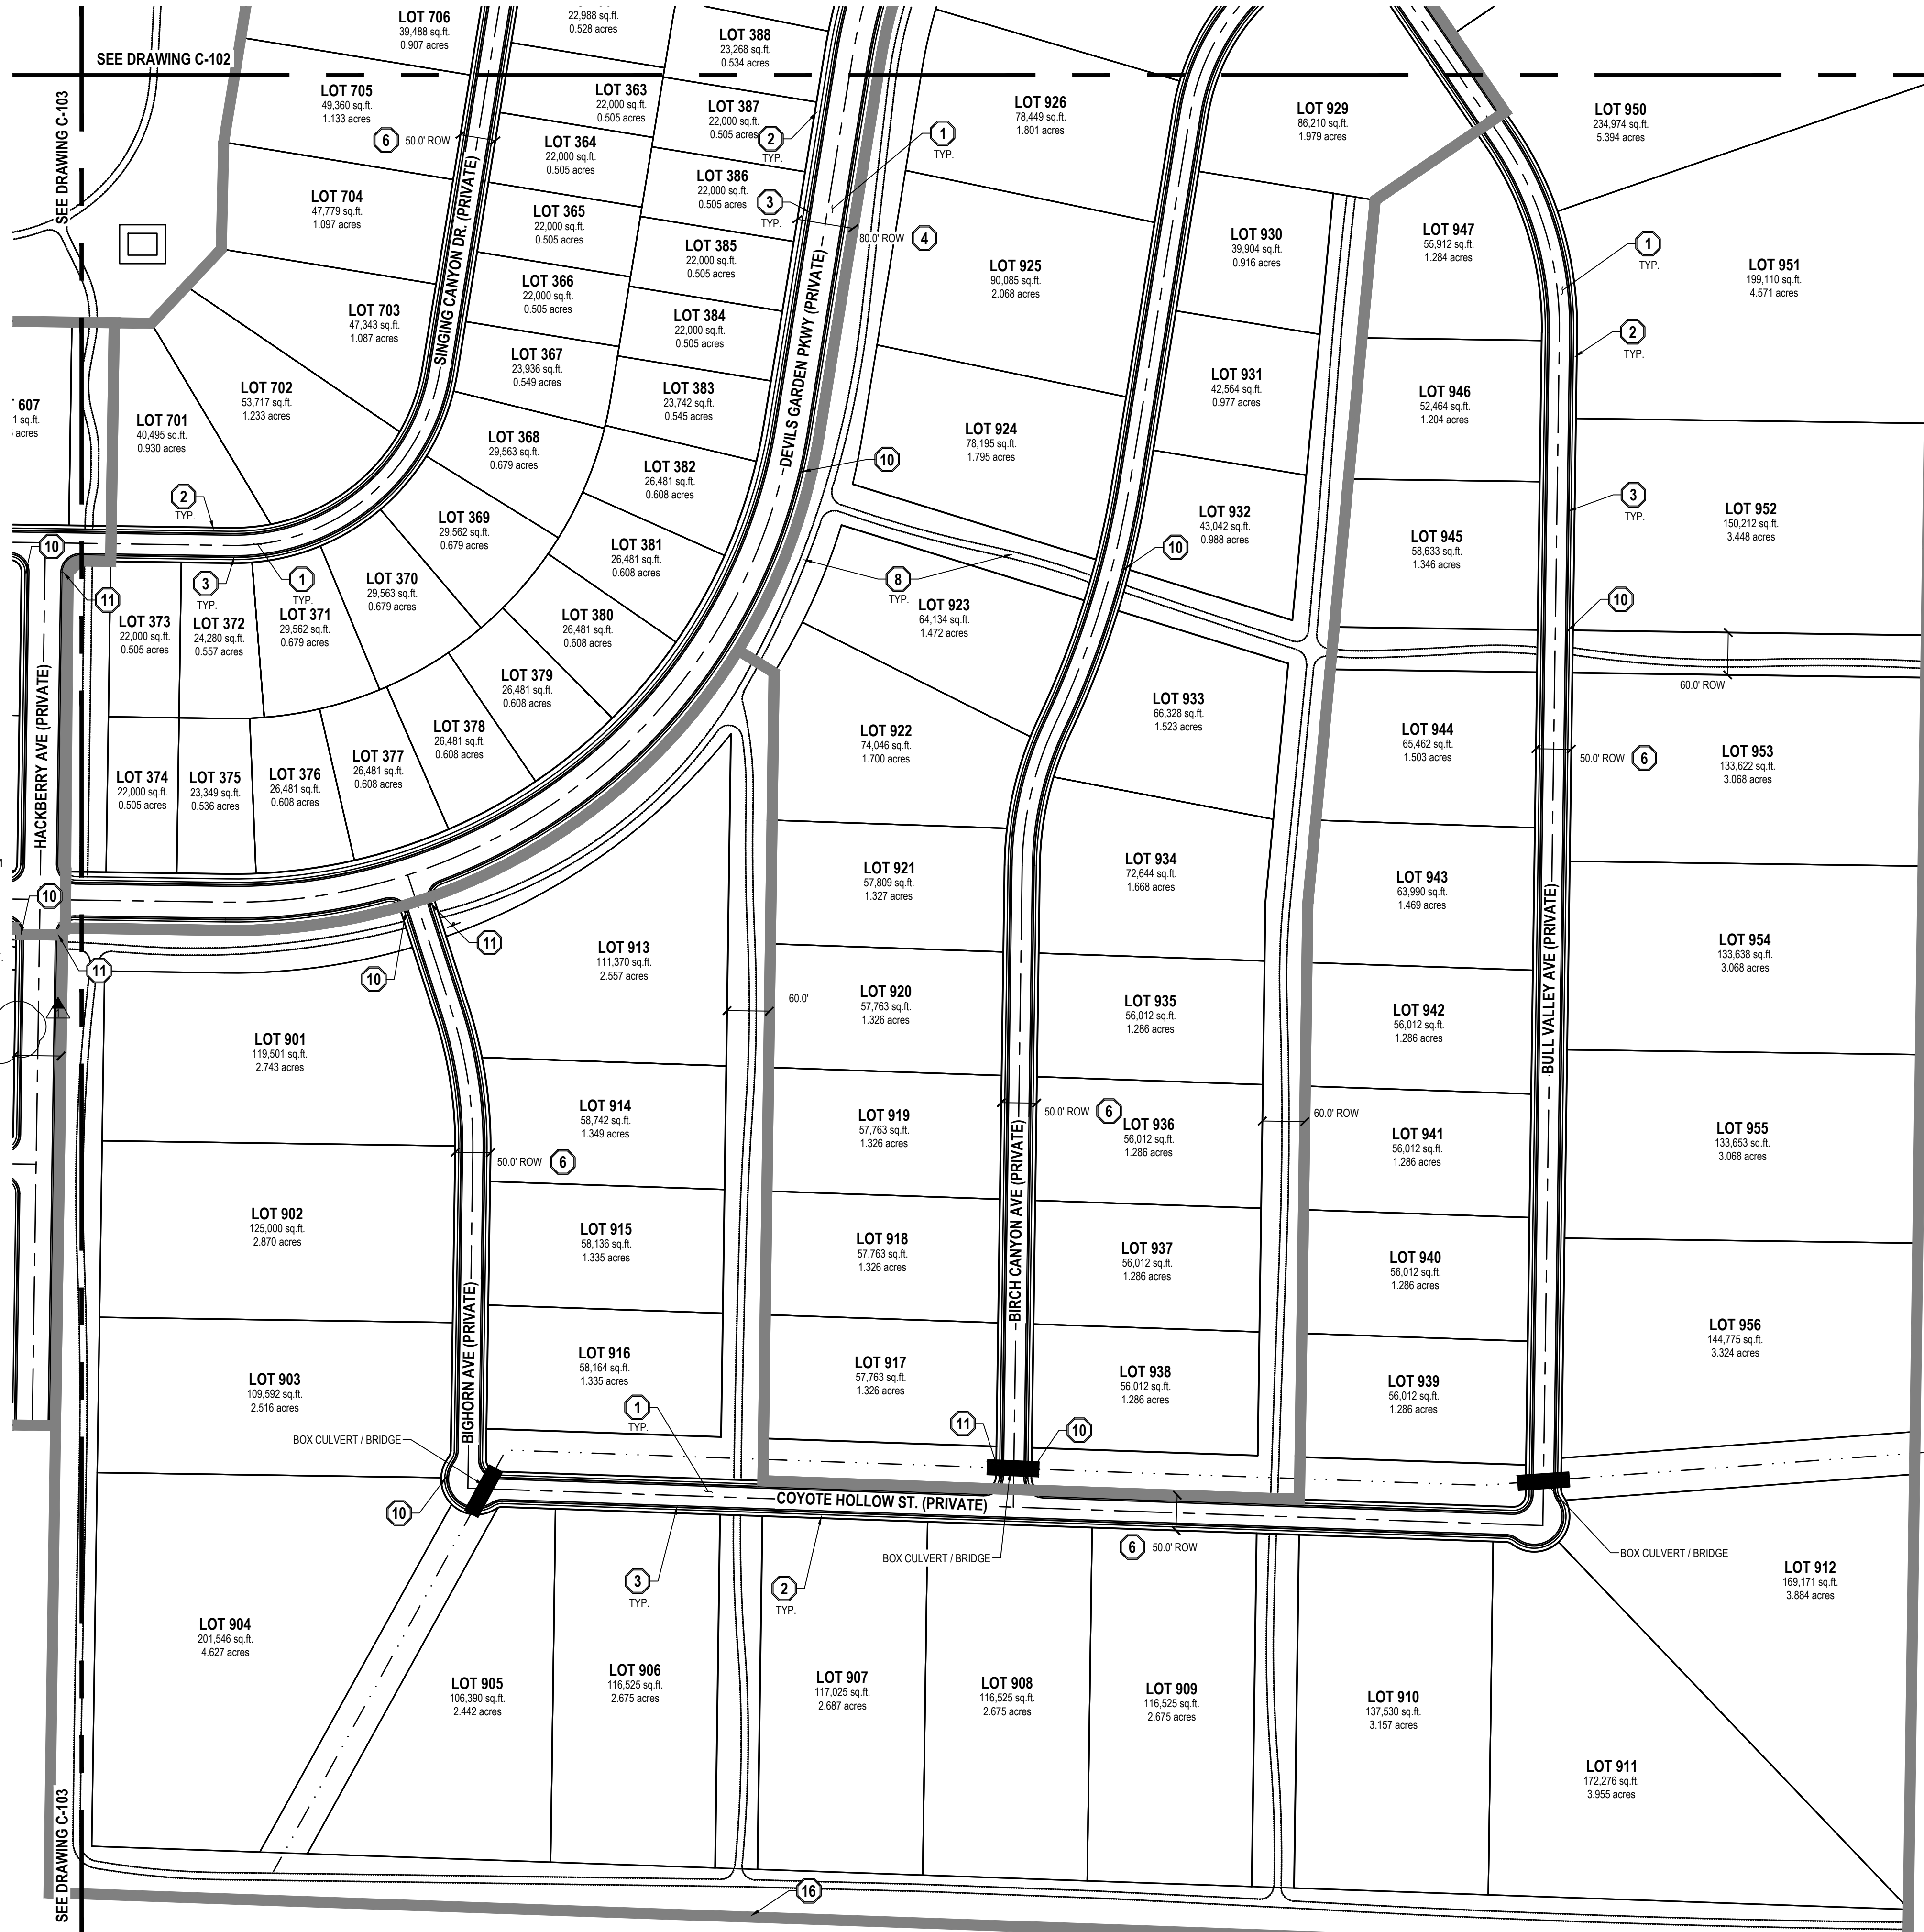 LOT 706
39,488 sq.ft.
0.907 acres
22,988 sq.ft.
0.528 acres
LOT 388
23,268 sq.ft.
0.534 acres
SEE DRAWING C-102
SEE DRAWING C-103
LOT 705
49,360 sq.ft.
1.133 acres
6
50.0' ROW
LOT 363
22,000 sq.ft.
0.505 acres
LOT 387
22,000 sq.ft.
0.505 acres
2
TYP.
1
TYP.
LOT 926
78,449 sq.ft.
1.801 acres
LOT 929
86,210 sq.ft.
1.979 acres
LOT 950
234,974 sq.ft.
5.394 acres
LOT 364
22,000 sq.ft.
0.505 acres
LOT 386
22,000 sq.ft.
0.505 acres
3
TYP.
LOT 704
47,779 sq.ft.
1.097 acres
SINGING CANYON DR. (PRIVATE)
LOT 365
22,000 sq.ft.
0.505 acres
LOT 385
22,000 sq.ft.
0.505 acres
80.0' ROW
4
LOT 930
39,904 sq.ft.
0.916 acres
LOT 947
55,912 sq.ft.
1.284 acres
1
TYP.
LOT 925
90,085 sq.ft.
2.068 acres
LOT 951
199,110 sq.ft.
4.571 acres
LOT 366
22,000 sq.ft.
0.505 acres
LOT 384
22,000 sq.ft.
0.505 acres
LOT 703
47,343 sq.ft.
1.087 acres
DEVILS GARDEN PKWY (PRIVATE)
2
TYP.
LOT 367
23,936 sq.ft.
0.549 acres
LOT 383
23,742 sq.ft.
0.545 acres
LOT 702
53,717 sq.ft.
1.233 acres
LOT 931
42,564 sq.ft.
0.977 acres
LOT 946
52,464 sq.ft.
1.204 acres
607
1 sq.ft.
acres
LOT 701
40,495 sq.ft.
0.930 acres
LOT 368
29,563 sq.ft.
0.679 acres
LOT 924
78,195 sq.ft.
1.795 acres
10
LOT 382
26,481 sq.ft.
0.608 acres
2
TYP.
3
TYP.
LOT 369
29,562 sq.ft.
0.679 acres
LOT 932
43,042 sq.ft.
0.988 acres
LOT 952
150,212 sq.ft.
3.448 acres
LOT 381
26,481 sq.ft.
0.608 acres
LOT 945
58,633 sq.ft.
1.346 acres
10
10
3
TYP.
1
TYP.
LOT 370
29,563 sq.ft.
0.679 acres
8
TYP.
11
10
LOT 373
22,000 sq.ft.
0.505 acres
LOT 372
24,280 sq.ft.
0.557 acres
LOT 371
29,562 sq.ft.
0.679 acres
LOT 380
26,481 sq.ft.
0.608 acres
LOT 923
64,134 sq.ft.
1.472 acres
HACKBERRY AVE (PRIVATE)
LOT 379
26,481 sq.ft.
0.608 acres
60.0' ROW
LOT 933
66,328 sq.ft.
1.523 acres
LOT 378
26,481 sq.ft.
0.608 acres
LOT 922
74,046 sq.ft.
1.700 acres
LOT 944
65,462 sq.ft.
1.503 acres
50.0' ROW
6
LOT 953
133,622 sq.ft.
3.068 acres
LOT 374
22,000 sq.ft.
0.505 acres
LOT 375
23,349 sq.ft.
0.536 acres
LOT 376
26,481 sq.ft.
0.608 acres
LOT 377
26,481 sq.ft.
0.608 acres
LOT 921
57,809 sq.ft.
1.327 acres
LOT 934
72,644 sq.ft.
1.668 acres
LOT 943
63,990 sq.ft.
1.469 acres
10
11
LOT 913
111,370 sq.ft.
2.557 acres
LOT 954
133,638 sq.ft.
3.068 acres
BULL VALLEY AVE (PRIVATE)
11
10
60.0'
LOT 920
57,763 sq.ft.
1.326 acres
LOT 935
56,012 sq.ft.
1.286 acres
LOT 942
56,012 sq.ft.
1.286 acres
LOT 901
119,501 sq.ft.
2.743 acres
LOT 914
58,742 sq.ft.
1.349 acres
LOT 919
57,763 sq.ft.
1.326 acres
50.0' ROW
6
LOT 936
56,012 sq.ft.
1.286 acres
60.0' ROW
LOT 941
56,012 sq.ft.
1.286 acres
LOT 955
133,653 sq.ft.
3.068 acres
50.0' ROW
6
BIRCH CANYON AVE (PRIVATE)
LOT 902
125,000 sq.ft.
2.870 acres
LOT 915
58,136 sq.ft.
1.335 acres
LOT 918
57,763 sq.ft.
1.326 acres
LOT 937
56,012 sq.ft.
1.286 acres
LOT 940
56,012 sq.ft.
1.286 acres
LOT 956
144,775 sq.ft.
3.324 acres
BIGHORN AVE (PRIVATE)
LOT 903
109,592 sq.ft.
2.516 acres
LOT 916
58,164 sq.ft.
1.335 acres
LOT 917
57,763 sq.ft.
1.326 acres
LOT 938
56,012 sq.ft.
1.286 acres
LOT 939
56,012 sq.ft.
1.286 acres
1
TYP.
11
10
BOX CULVERT / BRIDGE
COYOTE HOLLOW ST. (PRIVATE)
10
BOX CULVERT / BRIDGE
6
50.0' ROW
BOX CULVERT / BRIDGE
3
TYP.
2
TYP.
LOT 912
169,171 sq.ft.
3.884 acres
LOT 904
201,546 sq.ft.
4.627 acres
LOT 905
106,390 sq.ft.
2.442 acres
LOT 906
116,525 sq.ft.
2.675 acres
LOT 907
117,025 sq.ft.
2.687 acres
LOT 908
116,525 sq.ft.
2.675 acres
LOT 909
116,525 sq.ft.
2.675 acres
LOT 910
137,530 sq.ft.
3.157 acres
LOT 911
172,276 sq.ft.
3.955 acres
SEE DRAWING C-103
16